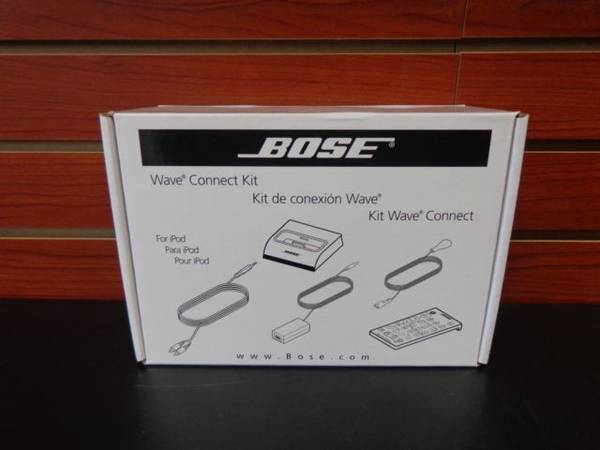 BOSE®
Wave® Connect Kit
Kit de conexión Wave®
Kit Wave® Connect
For iPod
Para iPod
Pour iPod
BOSE
www.Bose.com